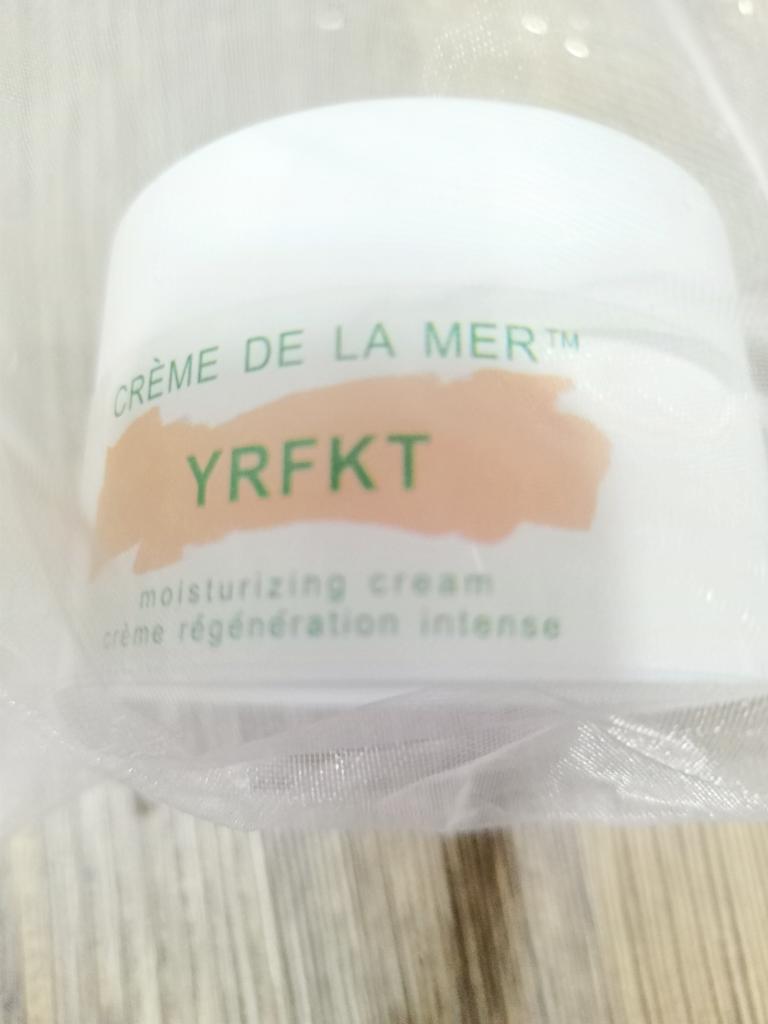 CRÈME DE LA MER™
YRFKT
moisturizing cream
crème régénération intense